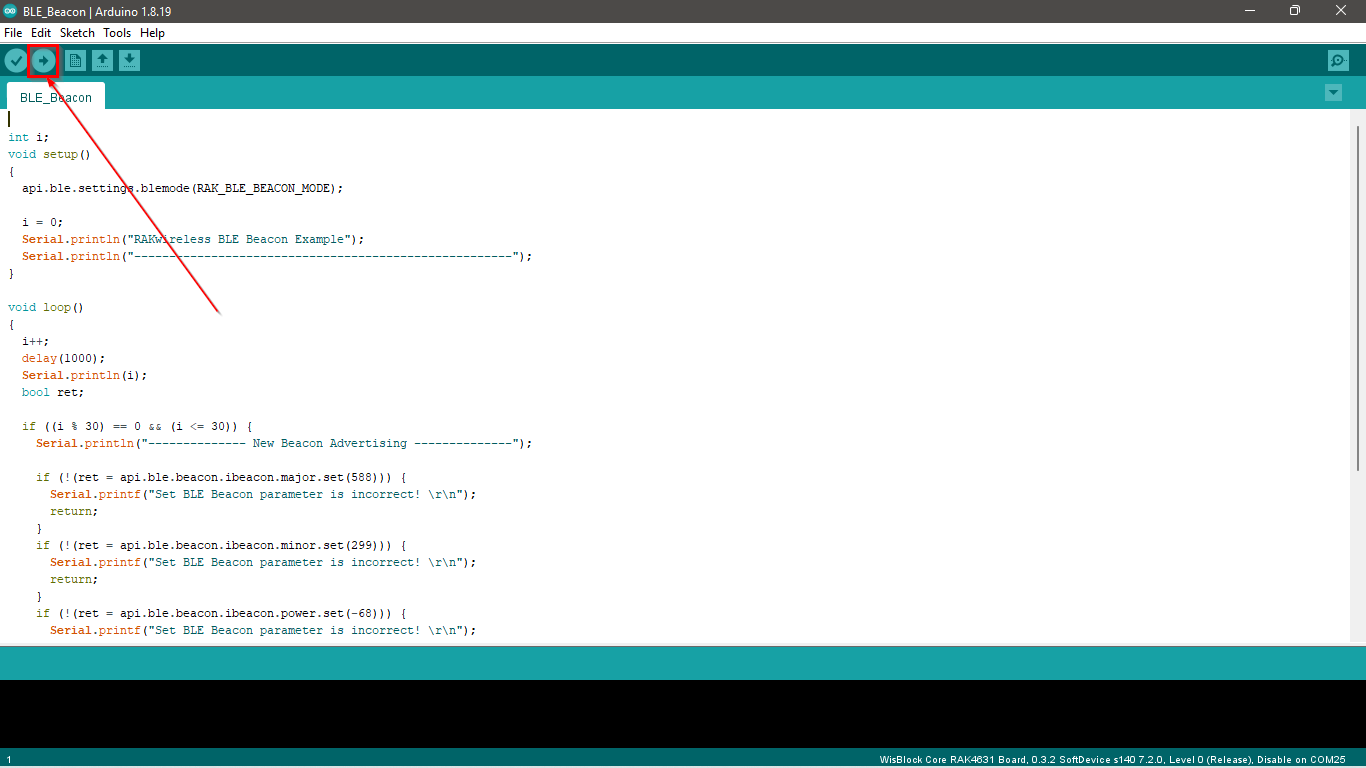 BLE_Beacon | Arduino 1.8.19
File Edit Sketch Tools Help
BLE_Beacon
int i;
void setup()
{
  api.ble.settings.blemode(RAK_BLE_BEACON_MODE);
  i = 0;
  Serial.println("RAKwireless BLE Beacon Example");
  Serial.println("------------------------------------------------------");
}
void loop()
{
  i++;
  delay(1000);
  Serial.println(i);
  bool ret;
  if ((i % 30) == 0 && (i <= 30)) {
    Serial.println("-------------- New Beacon Advertising --------------");
    if (!(ret = api.ble.beacon.ibeacon.major.set(588))) {
      Serial.printf("Set BLE Beacon parameter is incorrect! \r\n");
      return;
    }
    if (!(ret = api.ble.beacon.ibeacon.minor.set(299))) {
      Serial.printf("Set BLE Beacon parameter is incorrect! \r\n");
      return;
    }
    if (!(ret = api.ble.beacon.ibeacon.power.set(-68))) {
      Serial.printf("Set BLE Beacon parameter is incorrect! \r\n");
1
WisBlock Core RAK4631 Board, 0.3.2 SoftDevice s140 7.2.0, Level 0 (Release), Disable on COM25